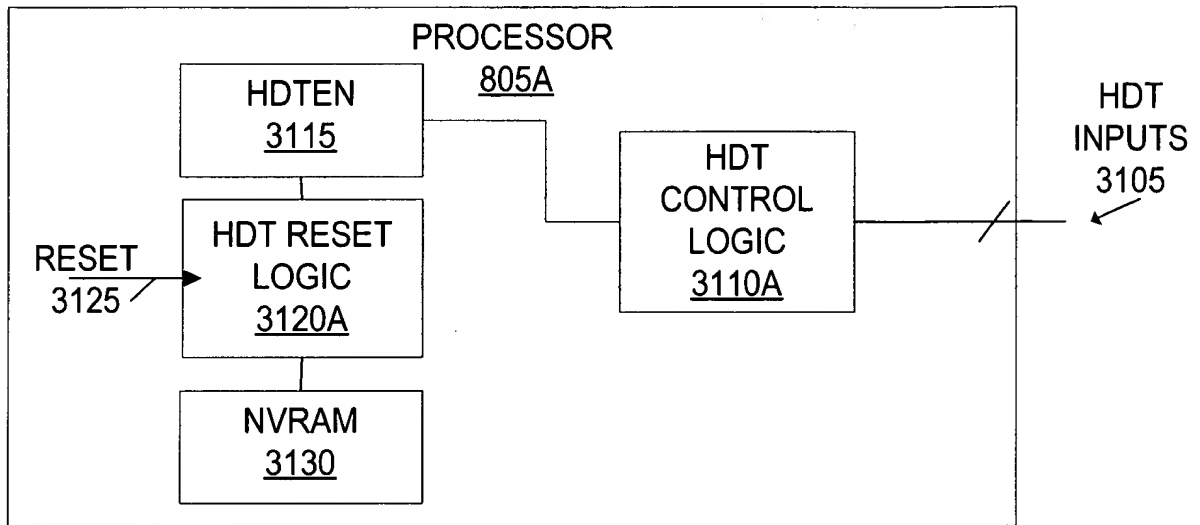 PROCESSOR
805A
HDTEN
3115
HDT
INPUTS
3105
HDT
CONTROL
LOGIC
3110A
HDT RESET
LOGIC
3120A
RESET
3125
NVRAM
3130